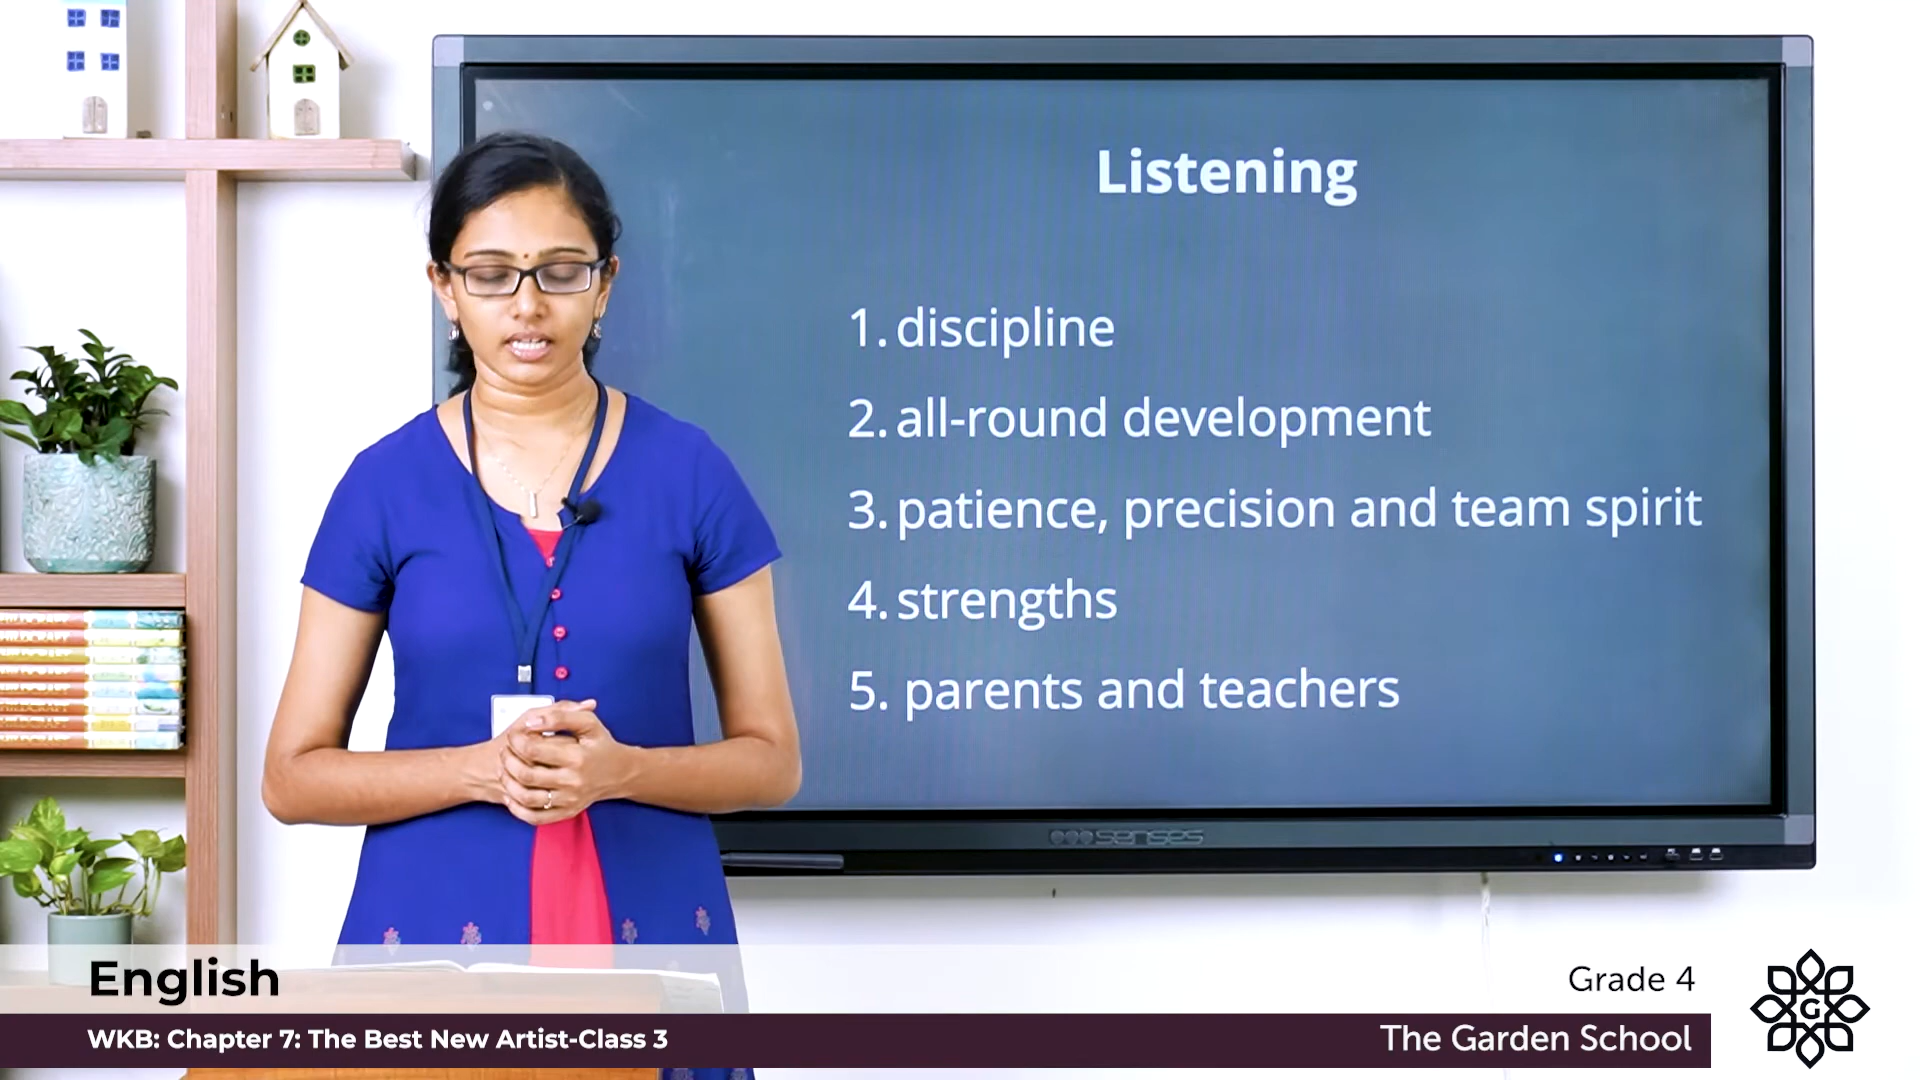 Listening
1. discipline
2. all-round development
3. patience, precision and team spirit
4. strengths
5. parents and teachers
senses
English
Grade 4
WKB: Chapter 7: The Best New Artist-Class 3
The Garden School
G